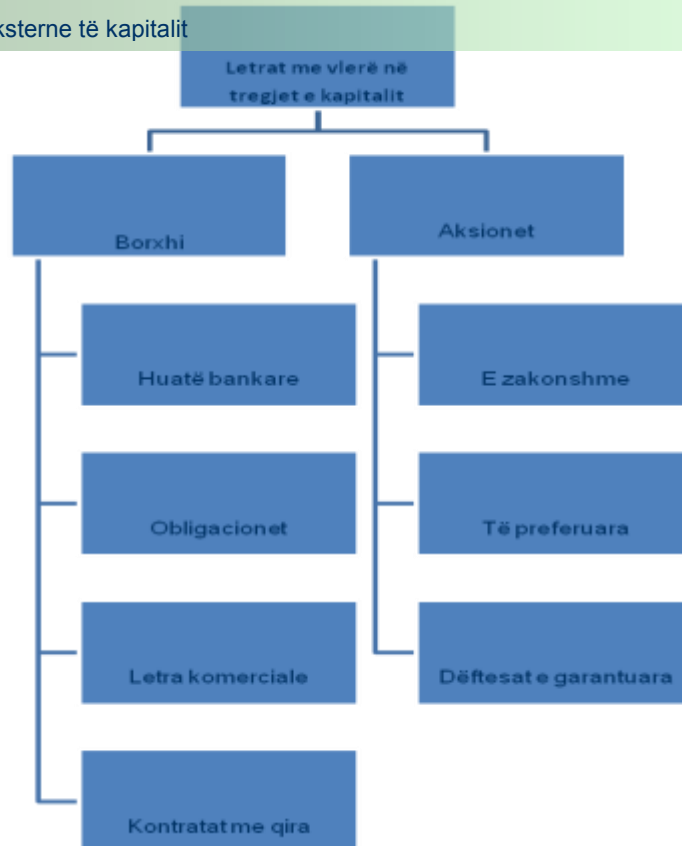 ksterne të kapitalit
Letrat me vlerë në
tregjet e kapitalit
Borxhi
Aksionet
Huatë bankare
E zakonshme
Obligacionet
Të preferuara
Letra komerciale
Dëftesat e garantuara
Kontratat me qira